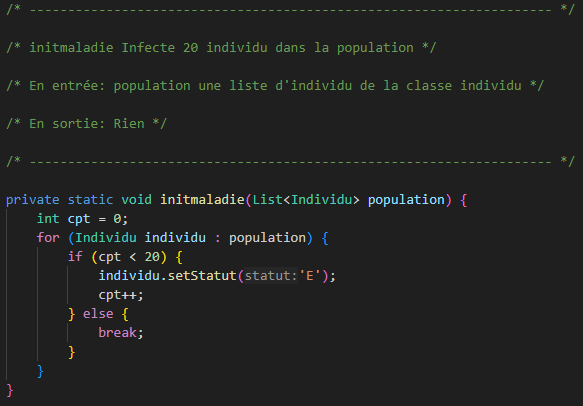 /* ------------------------------------------------------------------- */
/* initmaladie Infecte 20 individu dans la population */
/* En entrée: population une liste d'individu de la classe individu */
/* En sortie: Rien */
/* ------------------------------------------------------------------- */
private static void initmaladie(List<Individu> population) {
    int cpt = 0;
    for (Individu individu : population) {
        if (cpt < 20) {
            individu.setStatut(statut:'E');
            cpt++;
        } else {
            break;
        }
    }
}